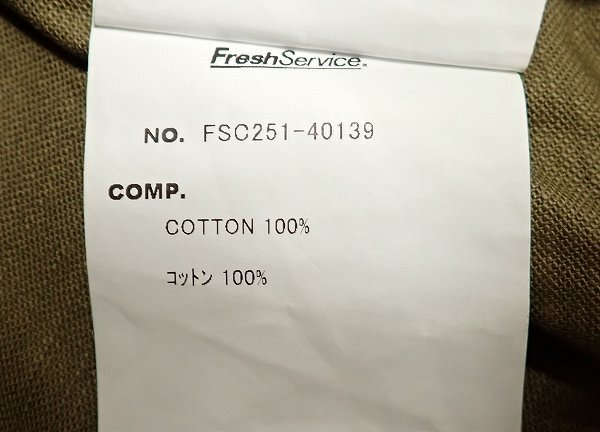 FreshService.
NO. FSC251-40139
COMP.
COTTON 100%
コットン 100%